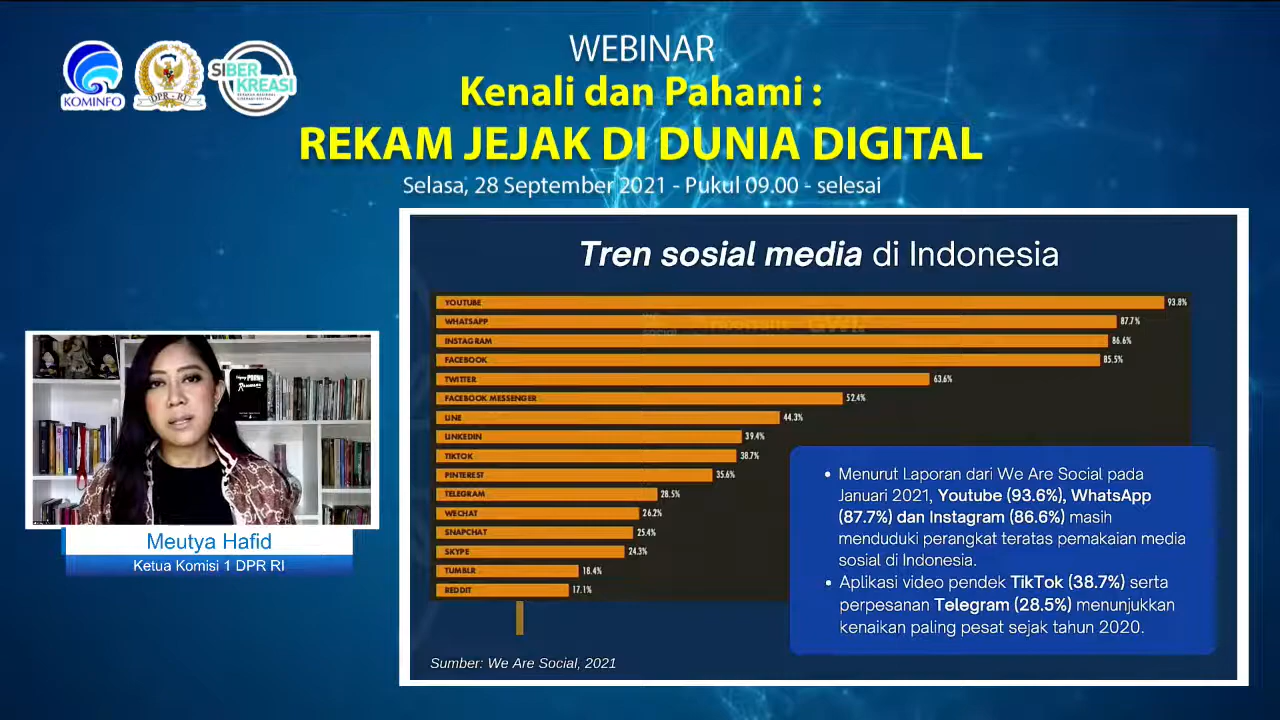 WEBINAR
Kenali dan Pahami :
REKAM JEJAK DI DUNIA DIGITAL
Selasa, 28 September 2021 - Pukul 09.00 - selesai
KOMINFO
DPR - RI
SIBER
KREASI
Tren sosial media di Indonesia
YOUTUBE 93.8%
WHATSAPP 87.7%
INSTAGRAM 86.6%
FACEBOOK 85.5%
TWITTER 63.6%
FACEBOOK MESSENGER 52.4%
LINE 44.3%
LINKEDIN 39.4%
TIKTOK 38.7%
PINTEREST 35.6%
TELEGRAM 28.5%
WECHAT 26.2%
SNAPCHAT 25.4%
SKYPE 24.3%
TUMBLR 18.4%
REDDIT 17.1%
• Menurut Laporan dari We Are Social pada
Januari 2021, Youtube (93.6%), WhatsApp
(87.7%) dan Instagram (86.6%) masih
menduduki perangkat teratas pemakaian media
sosial di Indonesia.
• Aplikasi video pendek TikTok (38.7%) serta
perpesanan Telegram (28.5%) menunjukkan
kenaikan paling pesat sejak tahun 2020.
Sumber: We Are Social, 2021
Meutya Hafid
Ketua Komisi 1 DPR RI